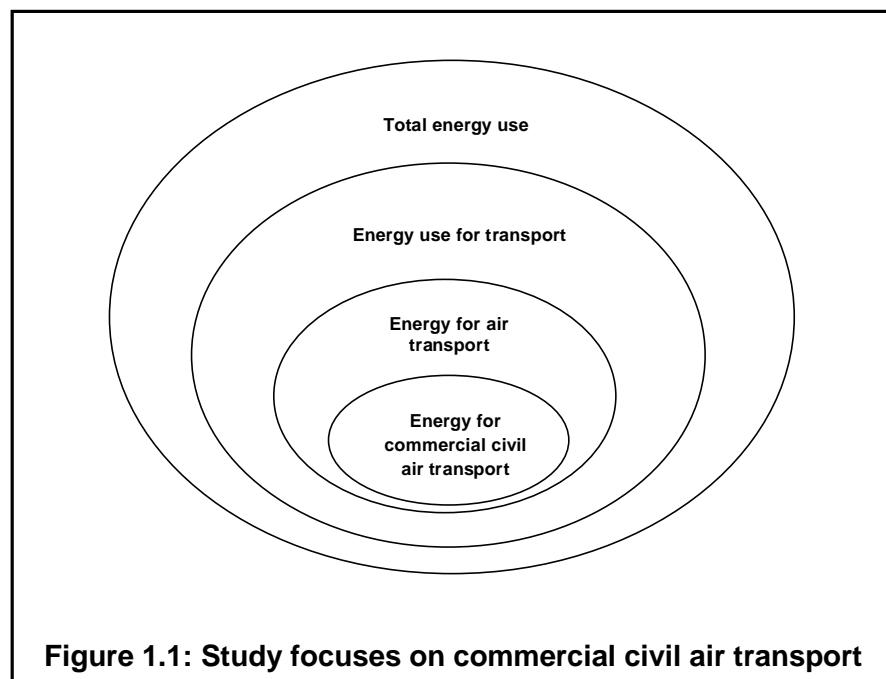 Total energy use
Energy use for transport
Energy for air
transport
Energy for
commercial civil
air transport
Figure 1.1: Study focuses on commercial civil air transport